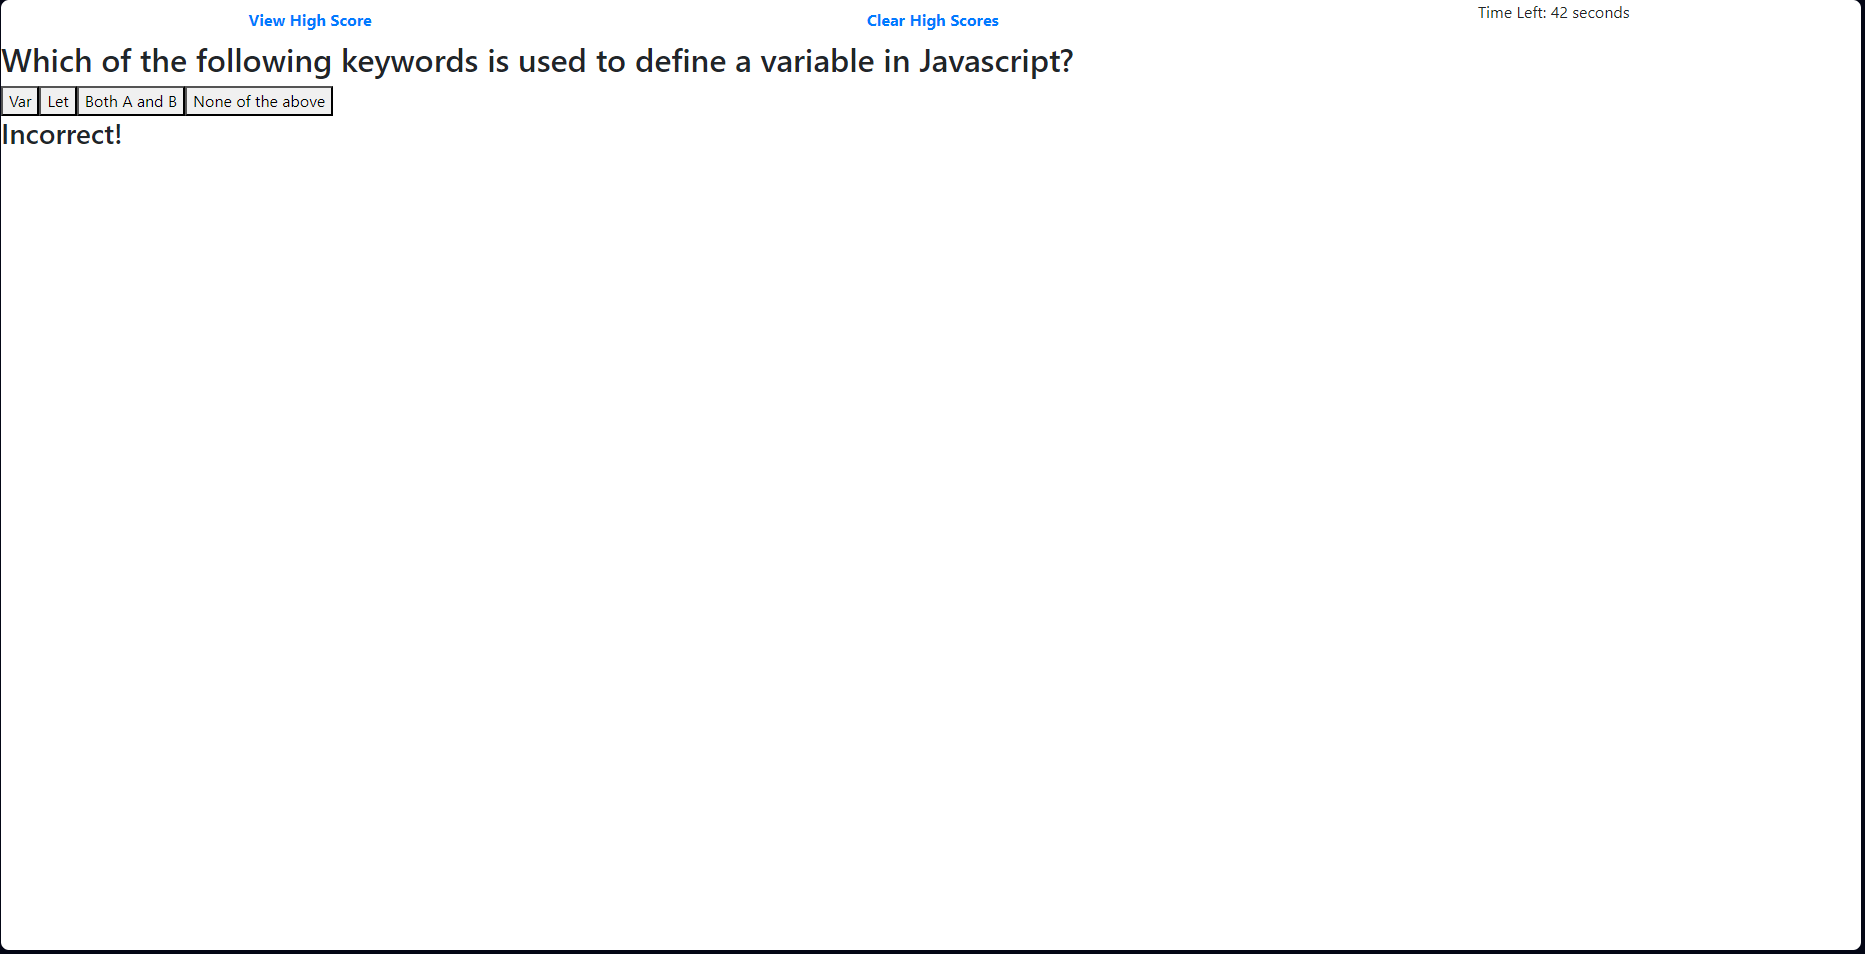 View High Score
Clear High Scores
Time Left: 42 seconds
Which of the following keywords is used to define a variable in Javascript?
Var
Let
Both A and B
None of the above
Incorrect!